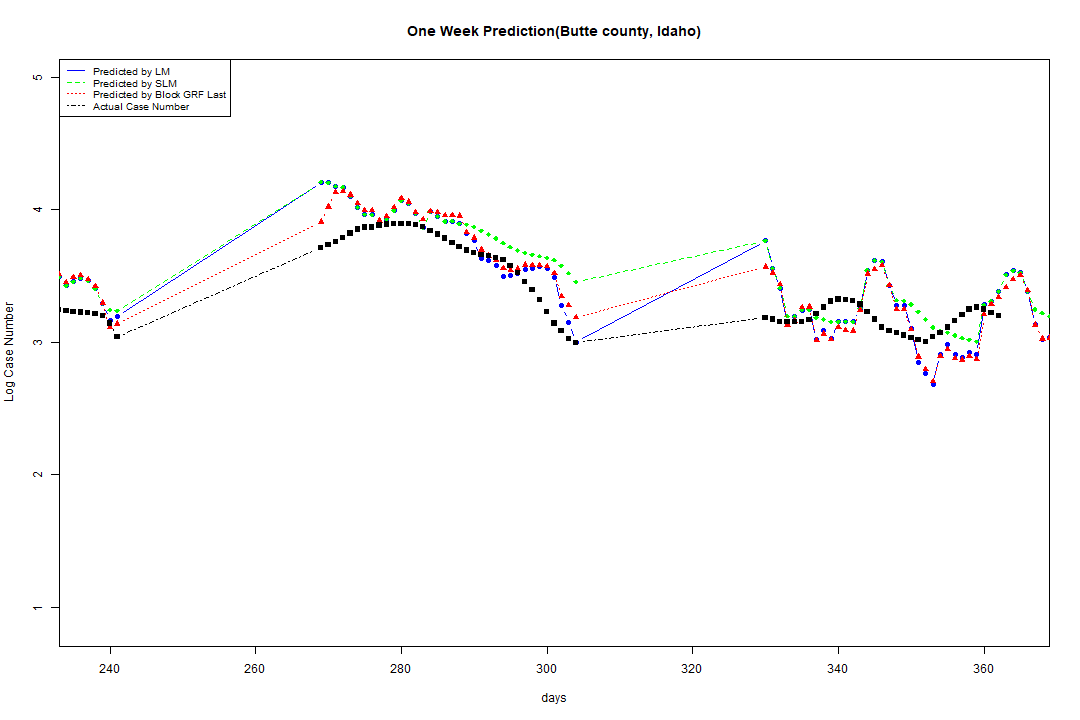 One Week Prediction(Butte county, Idaho)
Predicted by LM
Predicted by SLM
Predicted by Block GRF Last
Actual Case Number
5
4
3
2
1
Log Case Number
240 260 280 300 320 340 360
days